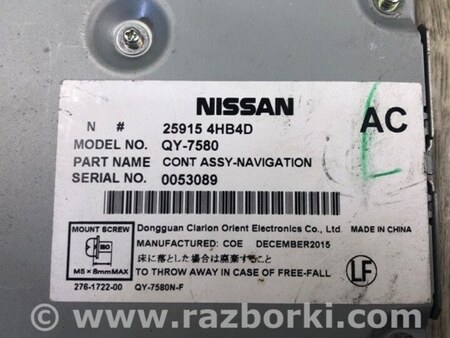 NISSAN
N # 25915 4HB4D
AC
MODEL NO. QY-7580
PART NAME CONT ASSY-NAVIGATION
SERIAL NO. 0053089
MOUNT SCREW
ISO
M5 × 8mmMAX
Dongguan Clarion Orient Electronics Co., Ltd. MADE IN CHINA
MANUFACTURED: COE DECEMBER2015
床に落とした場合は廃棄すること
TO THROW AWAY IN CASE OF FREE-FALL
LF
276-1722-00 QY-7580N-F
www.razborki.com